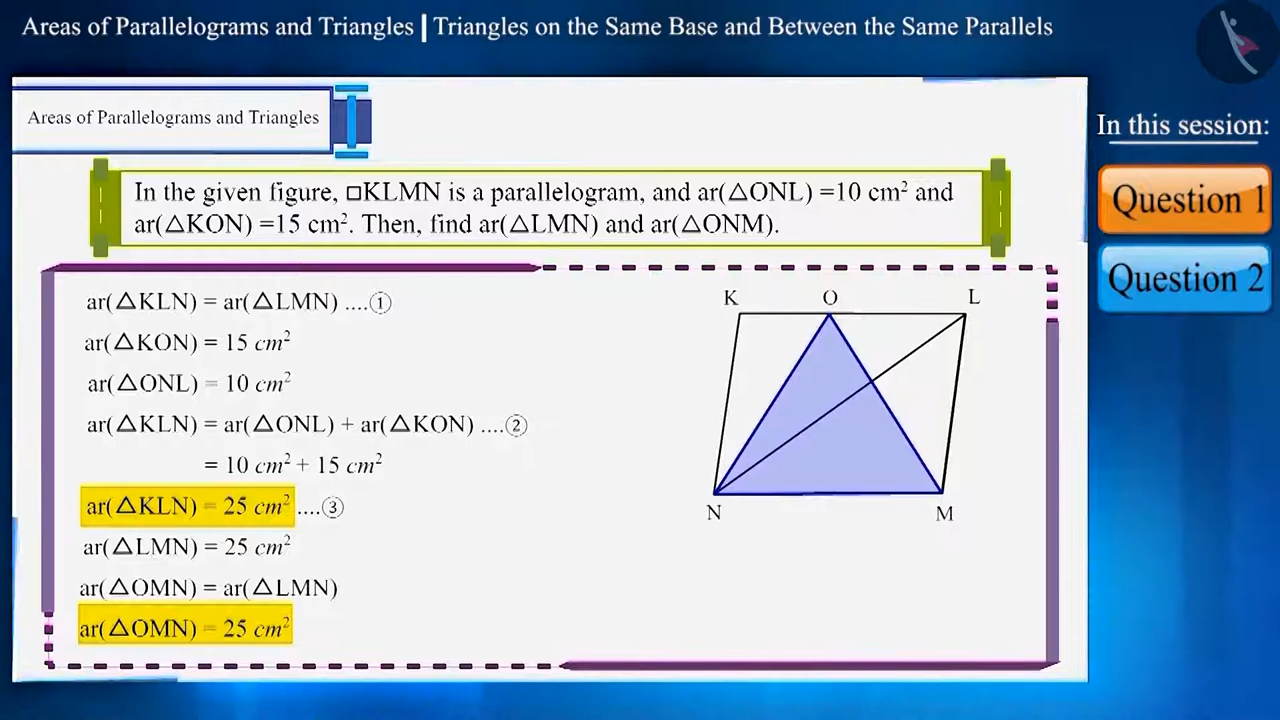 Areas of Parallelograms and Triangles | Triangles on the Same Base and Between the Same Parallels
In this session:
Question 1
Question 2
Areas of Parallelograms and Triangles
In the given figure, □KLMN is a parallelogram, and ar(△ONL) =10 cm² and
ar(△KON) =15 cm². Then, find ar(△LMN) and ar(△ONM).
ar(△KLN) = ar(△LMN) ....①
ar(△KON) = 15 cm²
ar(△ONL) = 10 cm²
ar(△KLN) = ar(△ONL) + ar(△KON) ....②
= 10 cm² + 15 cm²
ar(△KLN) = 25 cm² ....③
ar(△LMN) = 25 cm²
ar(△OMN) = ar(△LMN)
ar(△OMN) = 25 cm²
K O L
N M